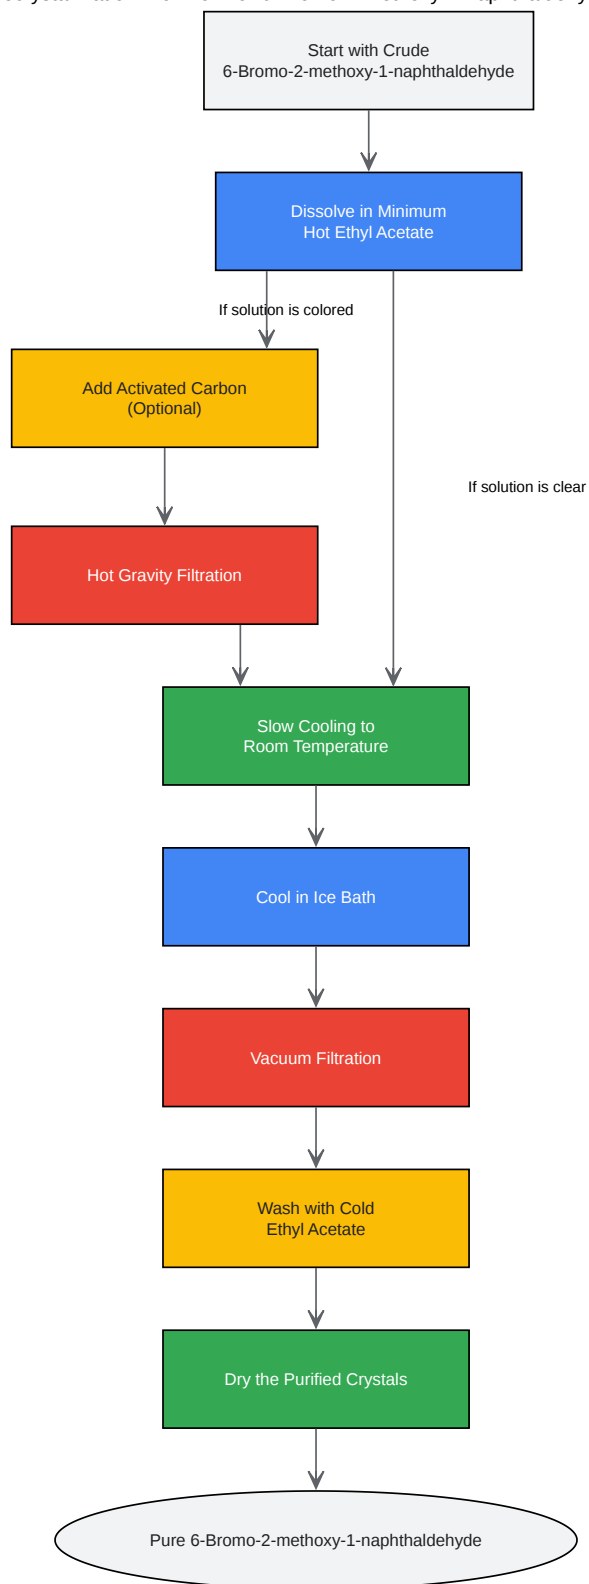 Start with Crude
6-Bromo-2-methoxy-1-naphthaldehyde
Dissolve in Minimum
Hot Ethyl Acetate
If solution is colored
Add Activated Carbon
(Optional)
If solution is clear
Hot Gravity Filtration
Slow Cooling to
Room Temperature
Cool in Ice Bath
Vacuum Filtration
Wash with Cold
Ethyl Acetate
Dry the Purified Crystals
Pure 6-Bromo-2-methoxy-1-naphthaldehyde